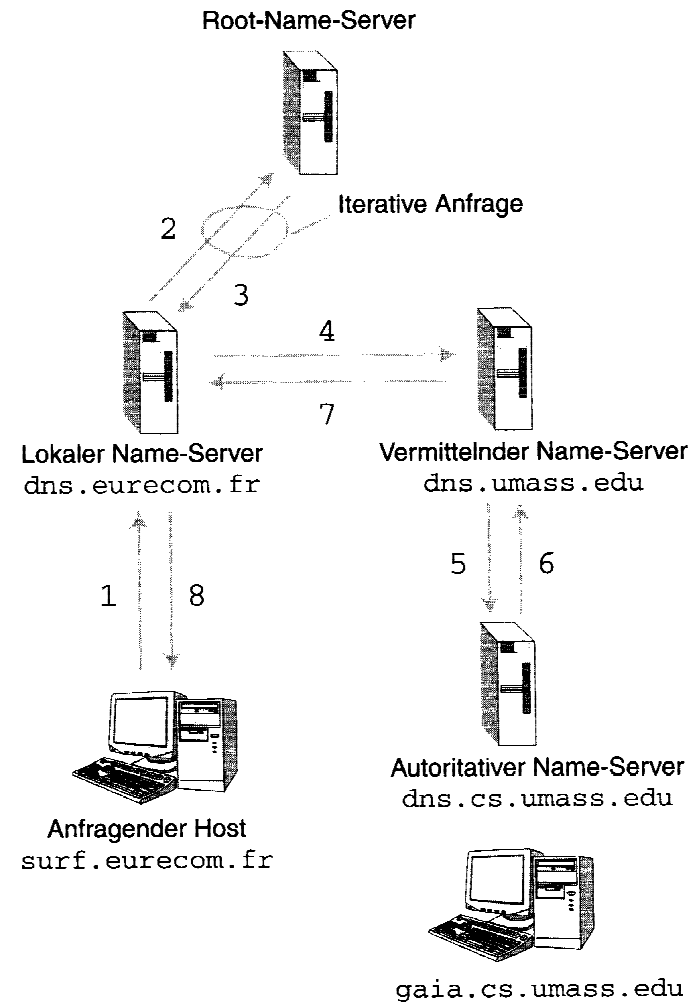 Root-Name-Server
Iterative Anfrage
2
3
4
7
Lokaler Name-Server
dns.eurecom.fr
Vermittelnder Name-Server
dns.umass.edu
1
8
5
6
Anfragender Host
surf.eurecom.fr
Autoritativer Name-Server
dns.cs.umass.edu
gaia.cs.umass.edu